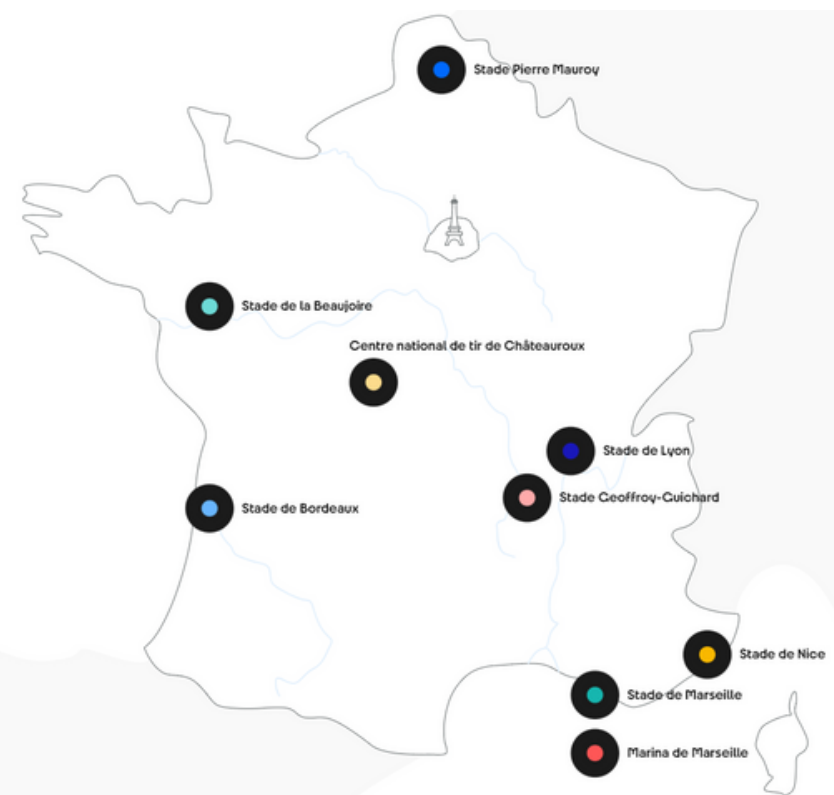 Stade Pierre Mauroy
Stade de la Beaujoire
Centre national de tir de Châteauroux
Stade de Lyon
Stade Geoffroy-Guichard
Stade de Bordeaux
Stade de Nice
Stade de Marseille
Marina de Marseille